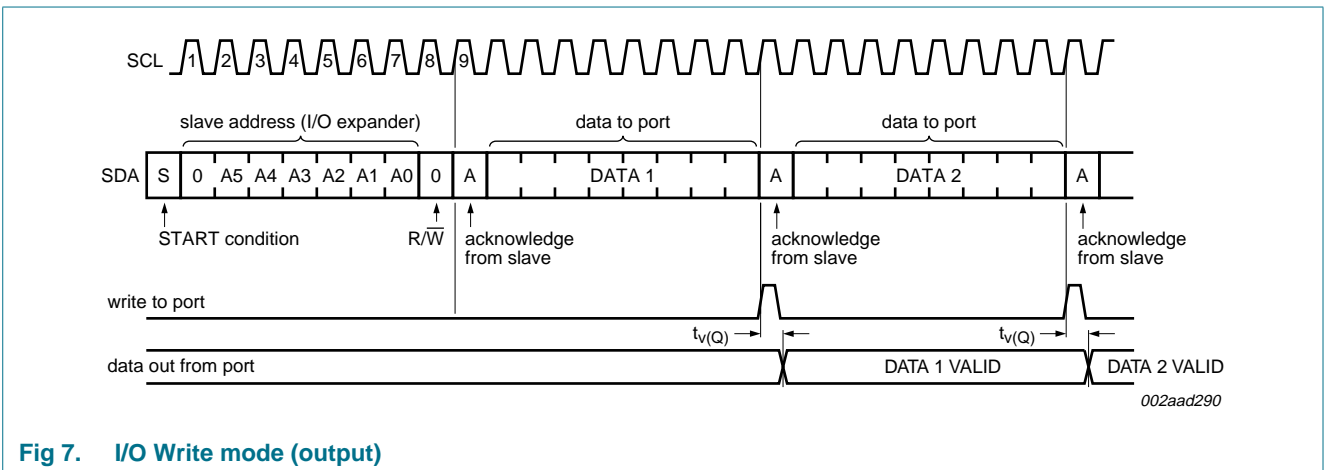 SCL 1 2 3 4 5 6 7 8 9
slave address (I/O expander) data to port data to port
SDA S 0 A5 A4 A3 A2 A1 A0 0 A DATA 1 A DATA 2 A
START condition R/W̅ acknowledge from slave acknowledge from slave acknowledge from slave
write to port
tv(Q) tv(Q)
data out from port DATA 1 VALID DATA 2 VALID
002aad290
Fig 7. I/O Write mode (output)